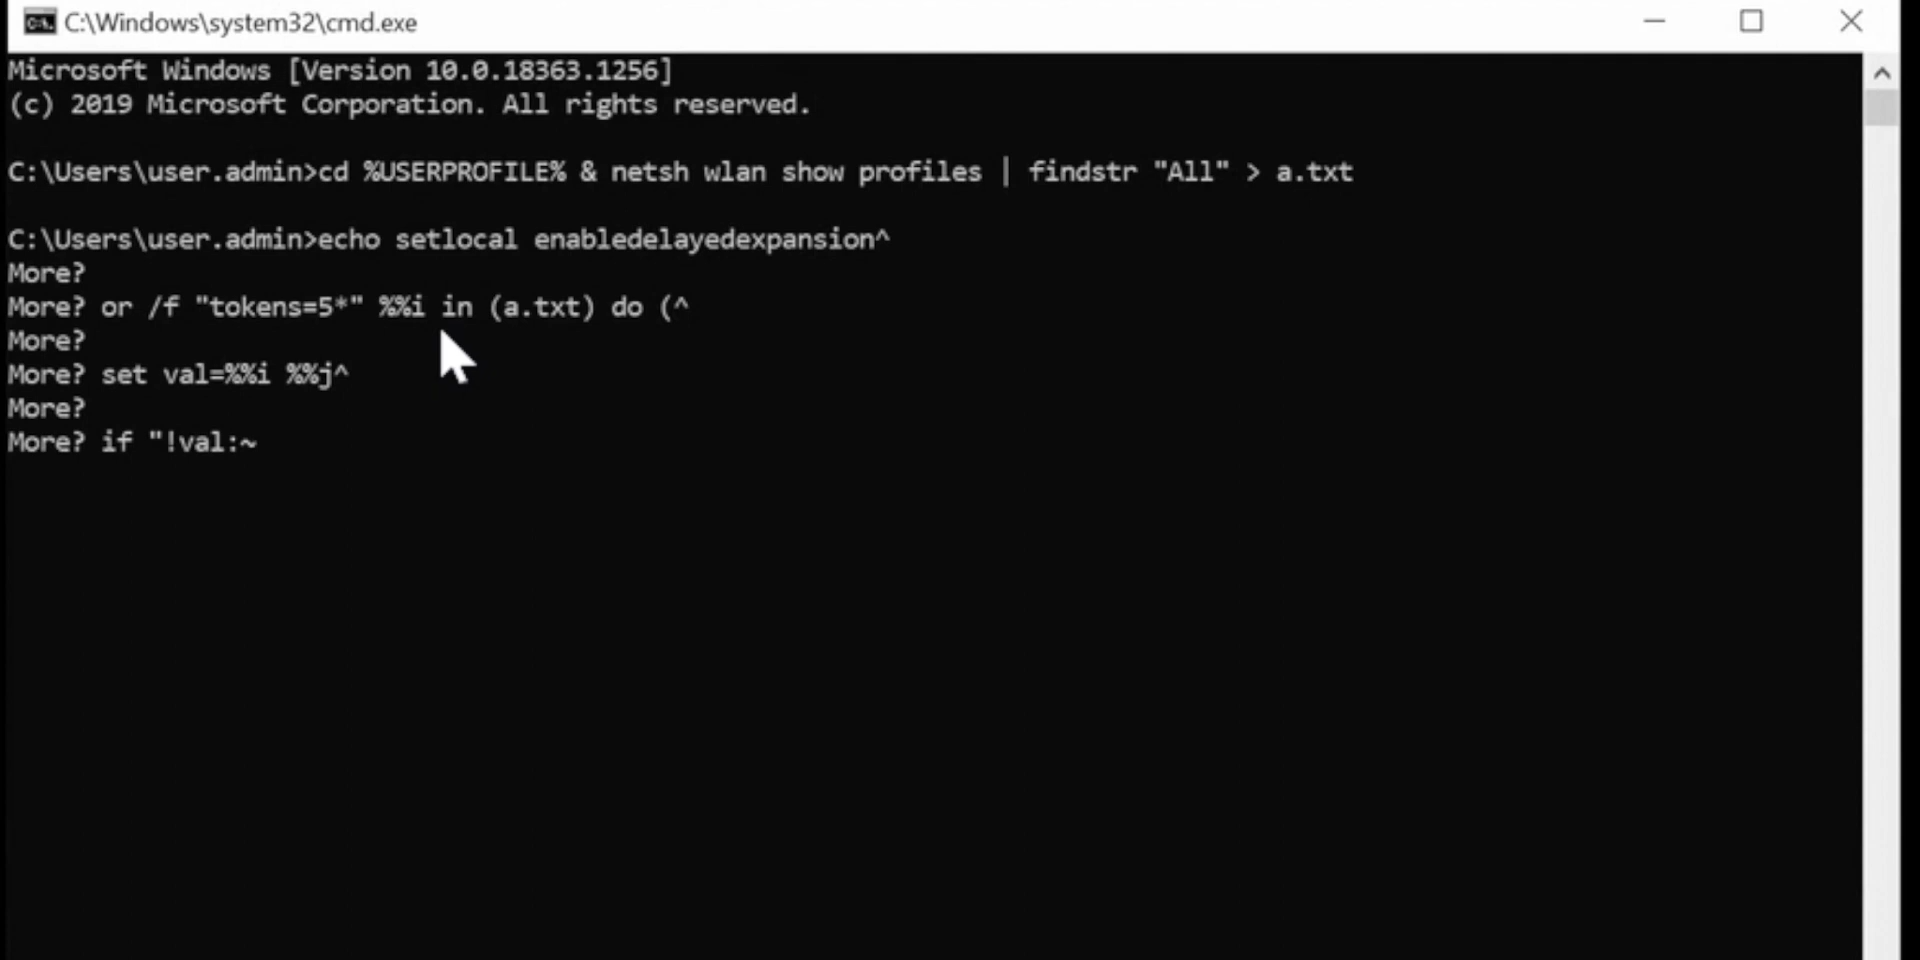 C:\Windows\system32\cmd.exe
Microsoft Windows [Version 10.0.18363.1256]
(c) 2019 Microsoft Corporation. All rights reserved.
C:\Users\user.admin>cd %USERPROFILE% & netsh wlan show profiles | findstr "All" > a.txt
C:\Users\user.admin>echo setlocal enabledelayedexpansion^
More?
More? or /f "tokens=5*" %%i in (a.txt) do (^
More?
More? set val=%%i %%j^
More?
More? if "!val:~